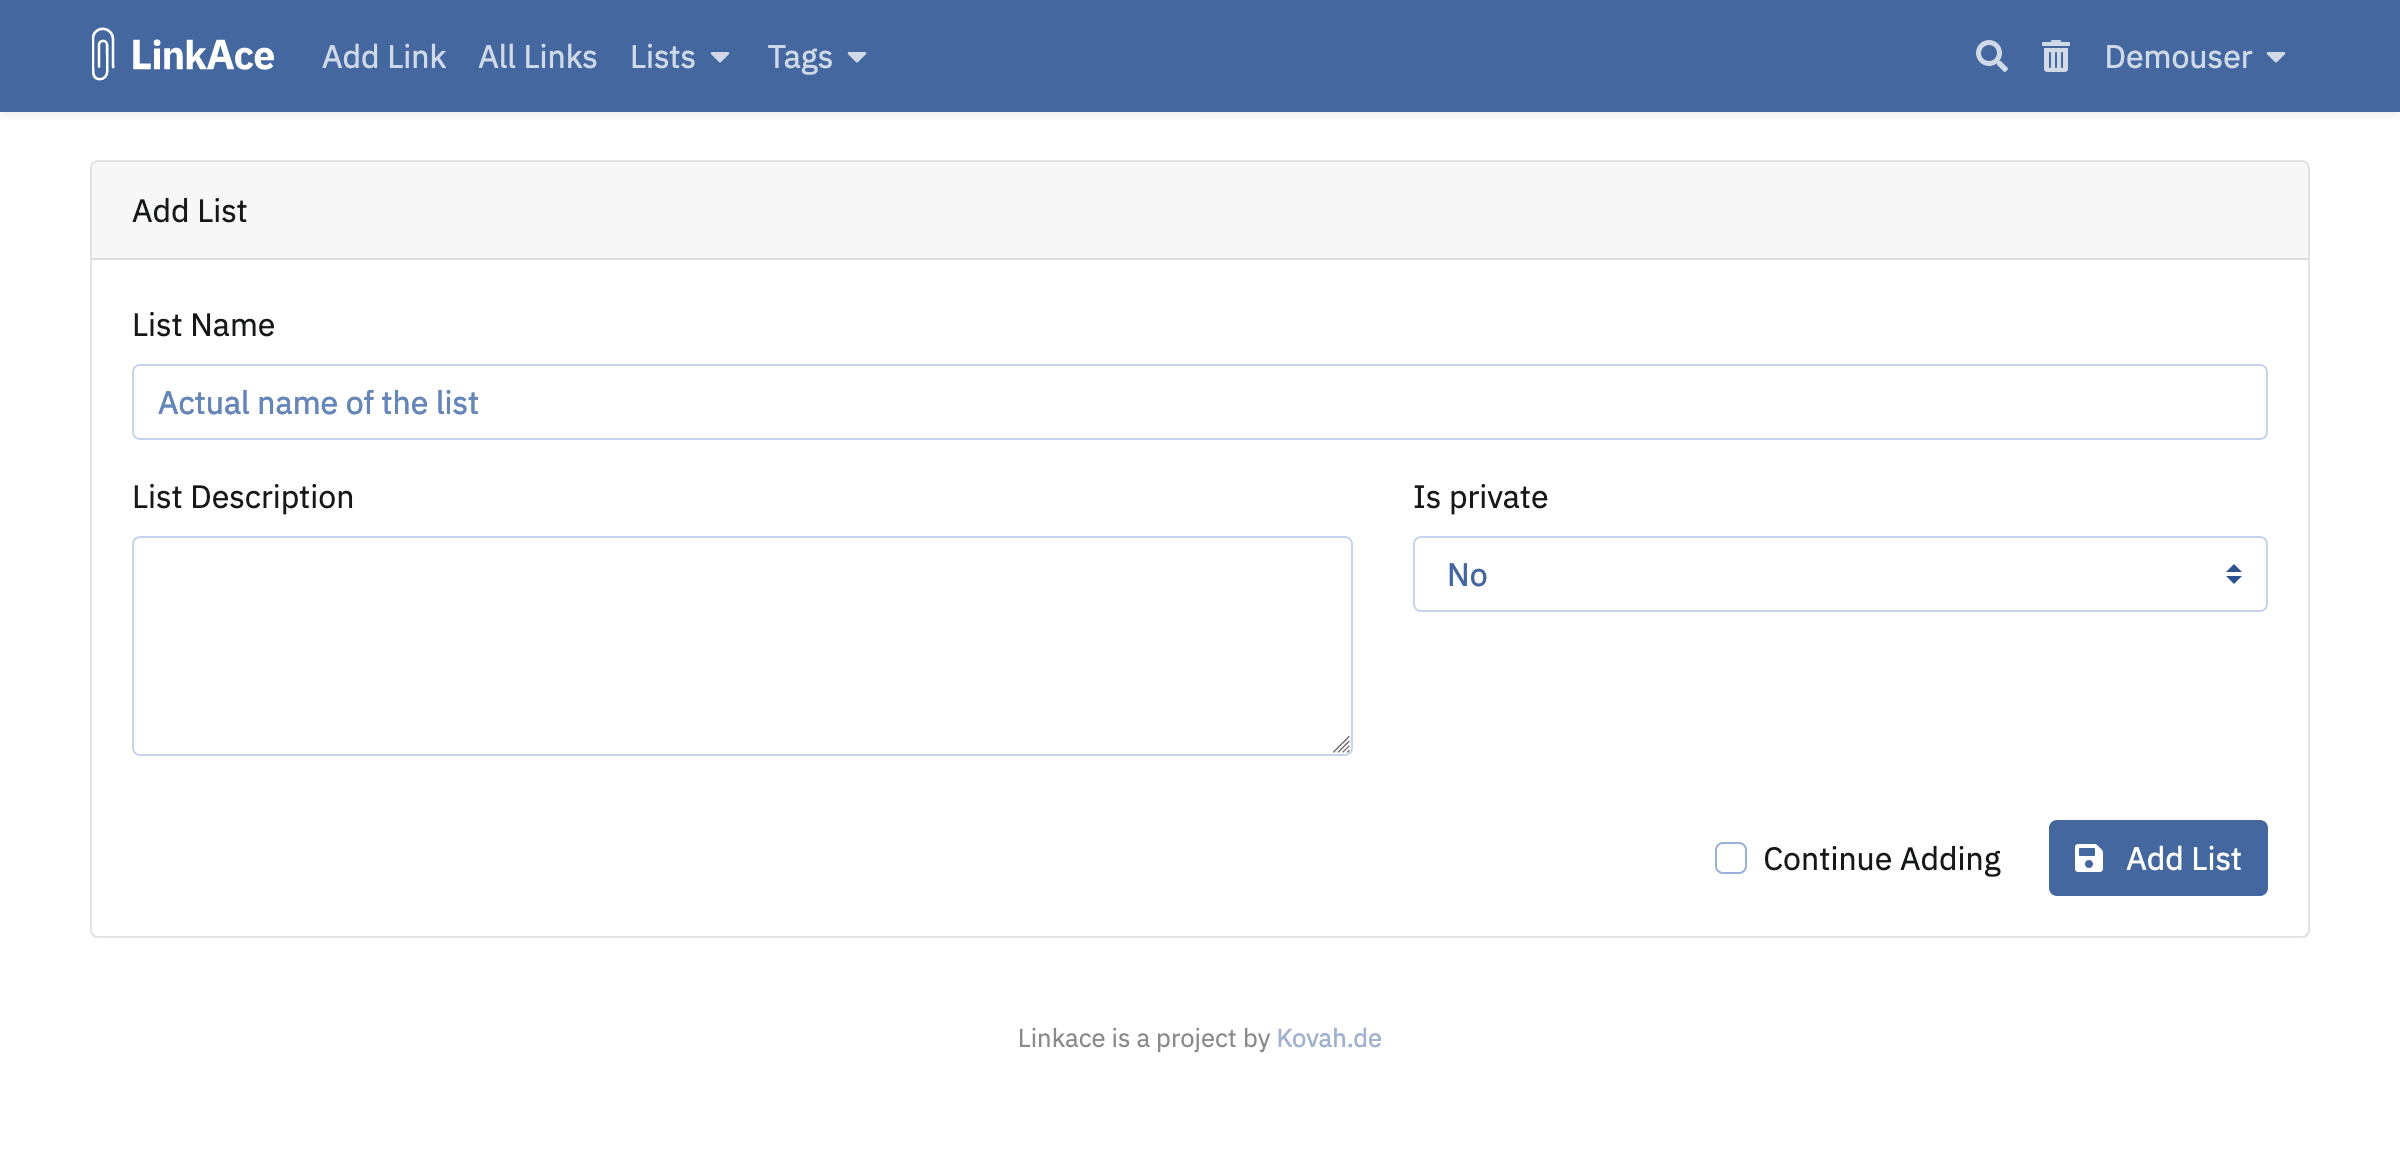 LinkAce Add Link All Links Lists Tags Demouser
Add List
List Name
Actual name of the list
List Description Is private
No
Continue Adding Add List
Linkace is a project by Kovah.de